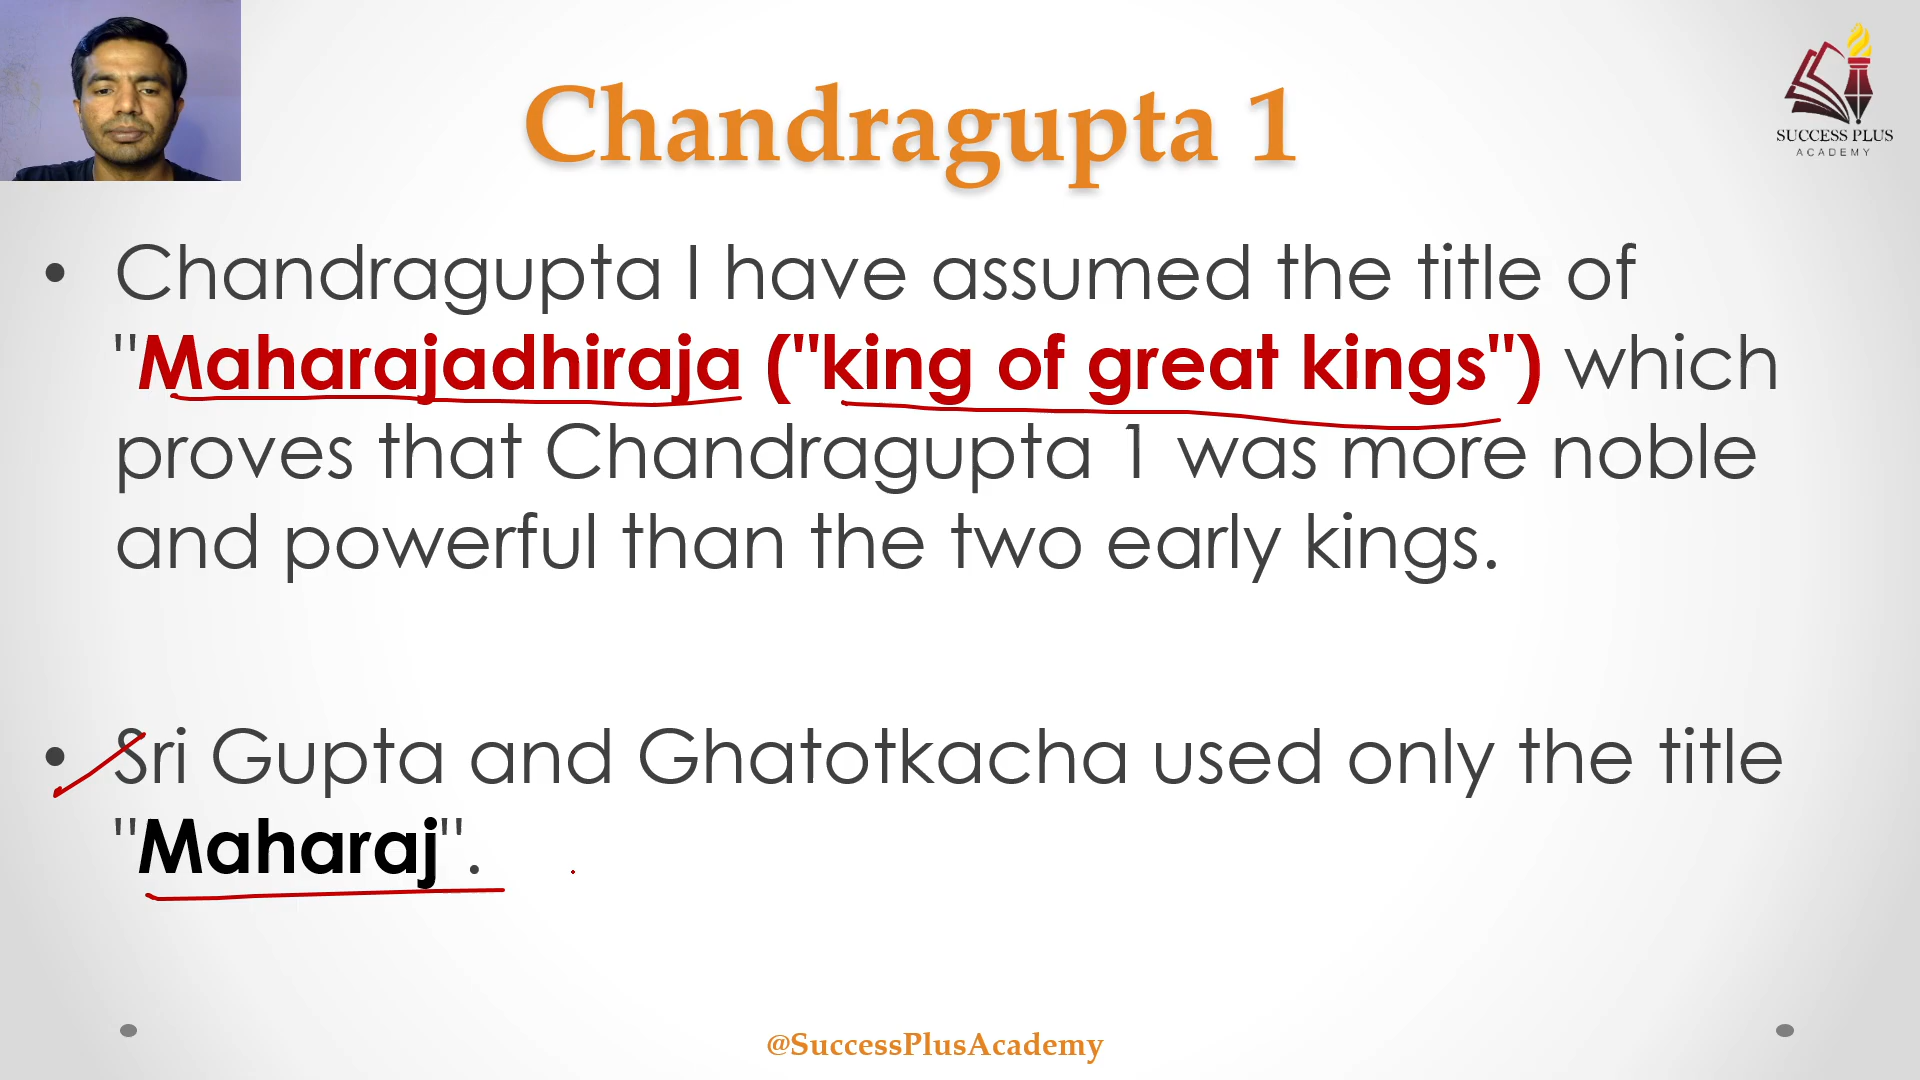 Chandragupta 1
SUCCESS PLUS
ACADEMY
• Chandragupta I have assumed the title of
"Maharajadhiraja ("king of great kings") which
proves that Chandragupta 1 was more noble
and powerful than the two early kings.
• Sri Gupta and Ghatotkacha used only the title
"Maharaj".
@SuccessPlusAcademy